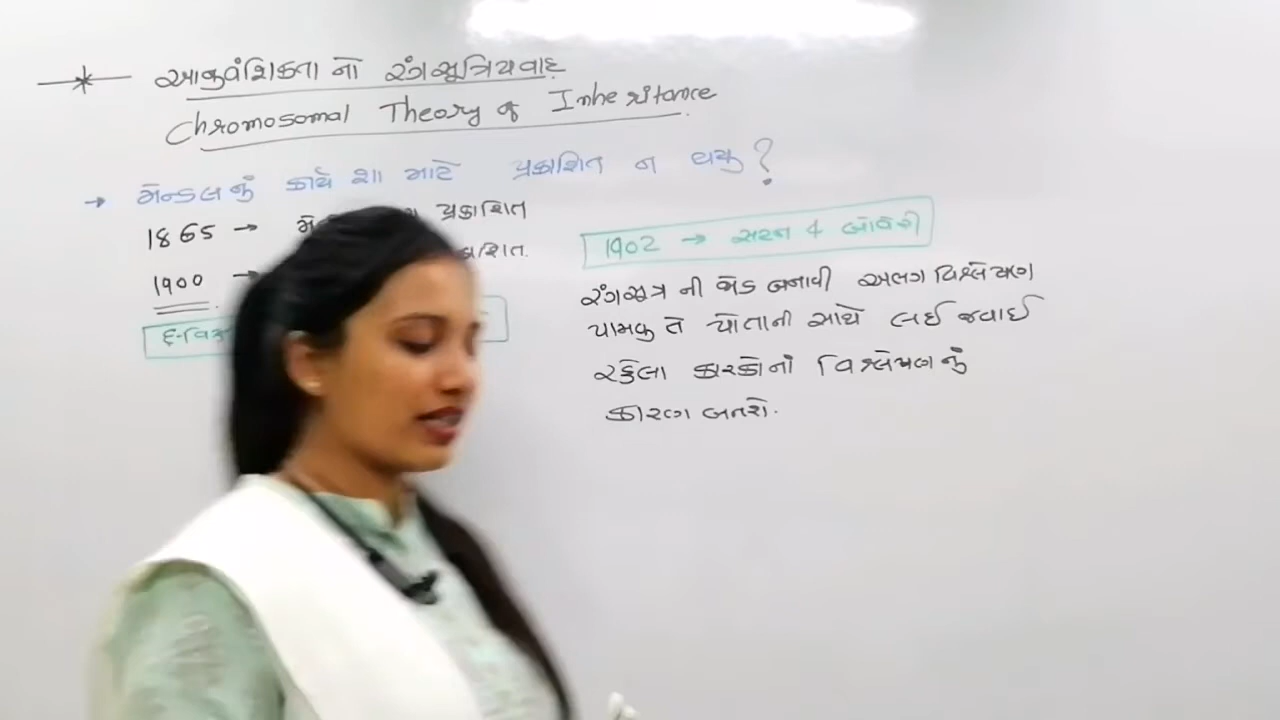 આનુવંશિકતા નો રંગસૂત્રિયવાદ
Chromosomal Theory of Inheritance
→ મેન્ડલનું કાર્ય શા માટે પ્રકાશિત ન થયુ?
1865 → પ્રકાશિત
1900 →
1902 → સટન & બોવેરી
રંગસૂત્ર ની જોડ બનાવી અલગ વિશ્લેષણ
પામવુ તે પોતાની સાથે લઈ જવાઈ
રહેલા કારકોનાં વિશ્લેષણનું
કારણ બનશે.